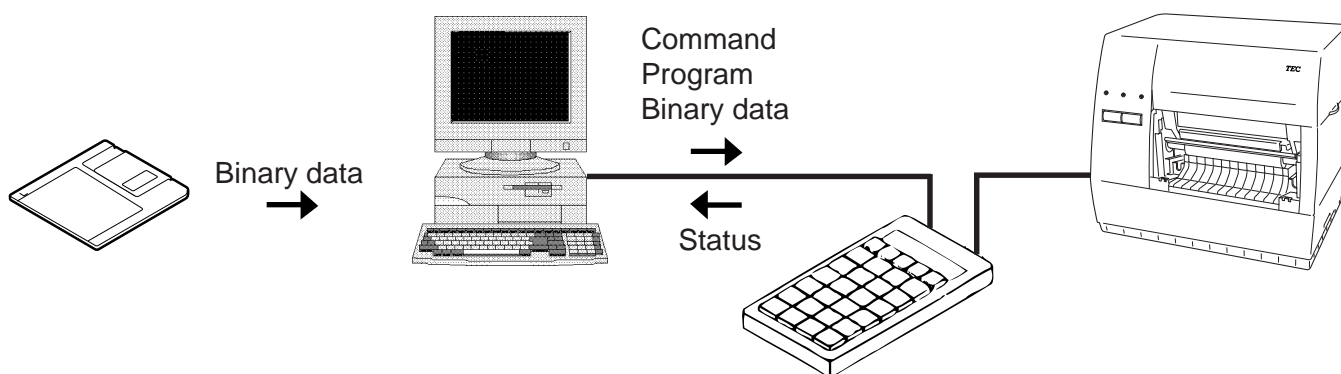 Command
Program
Binary data
TEC
Binary data
Status